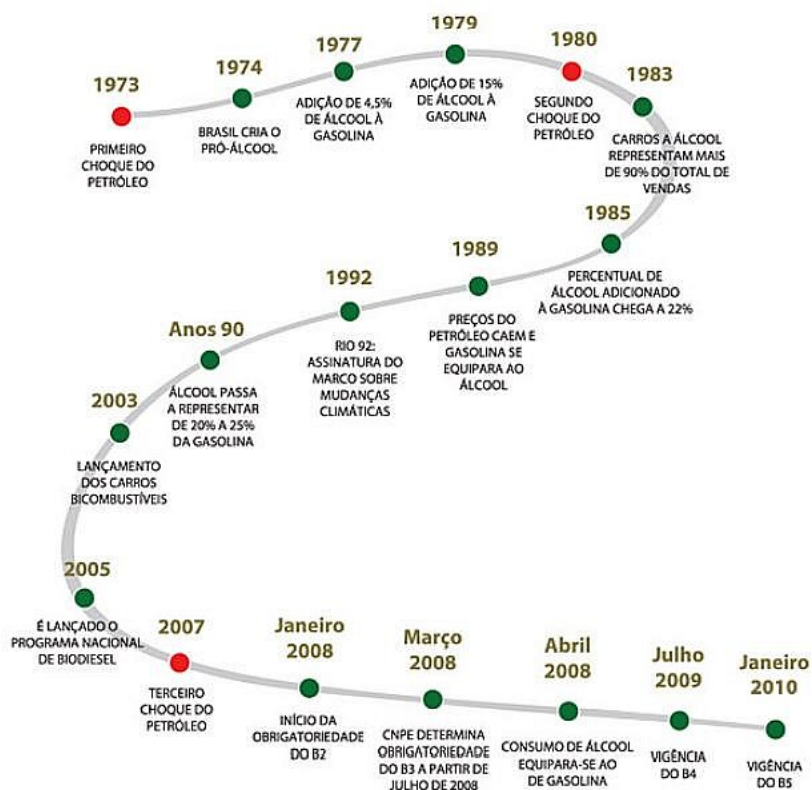 1973
PRIMEIRO
CHOQUE DO
PETRÓLEO
1974
BRASIL CRIA O
PRÓ-ÁLCOOL
1977
ADIÇÃO DE 4,5%
DE ÁLCOOL À
GASOLINA
1979
ADIÇÃO DE 15%
DE ÁLCOOL À
GASOLINA
1980
SEGUNDO
CHOQUE DO
PETRÓLEO
1983
CARROS A ÁLCOOL
REPRESENTAM MAIS
DE 90% DO TOTAL DE
VENDAS
1985
PERCENTUAL DE
ÁLCOOL ADICIONADO
À GASOLINA CHEGA A 22%
1989
PREÇOS DO
PETRÓLEO CAEM E
GASOLINA SE
EQUIPARA AO
ÁLCOOL
1992
RIO 92:
ASSINATURA DO
MARCO SOBRE
MUDANÇAS
CLIMÁTICAS
Anos 90
ÁLCOOL PASSA
A REPRESENTAR
DE 20% A 25%
DA GASOLINA
2003
LANÇAMENTO
DOS CARROS
BICOMBUSTÍVEIS
2005
É LANÇADO O
PROGRAMA NACIONAL
DE BIODIESEL
2007
TERCEIRO
CHOQUE DO
PETRÓLEO
Janeiro
2008
INÍCIO DA
OBRIGATORIEDADE
DO B2
Março
2008
CNPE DETERMINA
OBRIGATORIEDADE
DO B3 A PARTIR DE
JULHO DE 2008
Abril
2008
CONSUMO DE ÁLCOOL
EQUIPARA-SE AO
DE GASOLINA
Julho
2009
VIGÊNCIA
DO B4
Janeiro
2010
VIGÊNCIA
DO B5